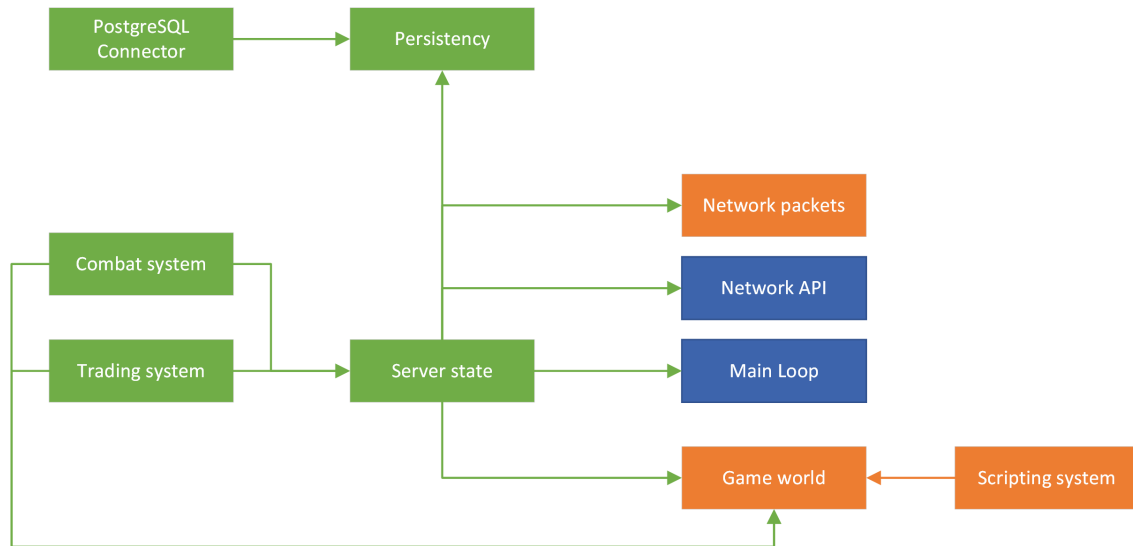 PostgreSQL
Connector
Persistency
Network packets
Combat system
Network API
Trading system
Server state
Main Loop
Game world
Scripting system